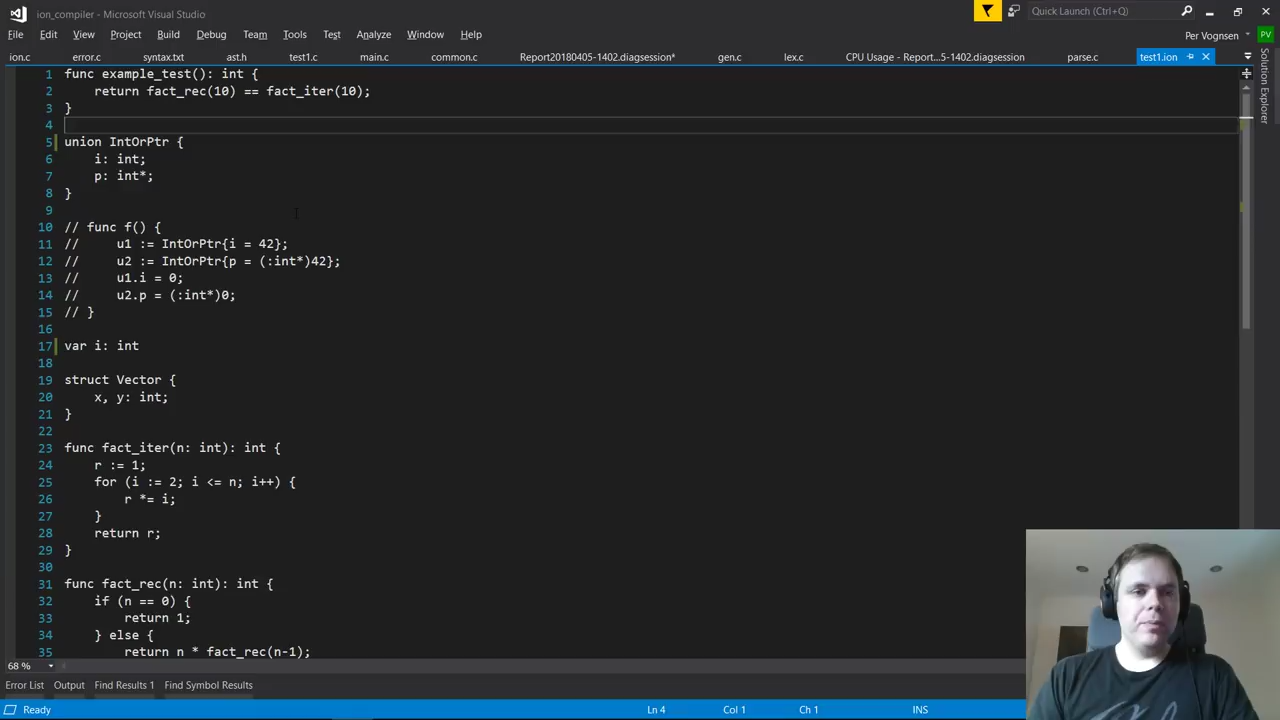 ion_compiler - Microsoft Visual Studio
Quick Launch (Ctrl+Q)
File Edit View Project Build Debug Team Tools Test Analyze Window Help
Per Vognsen PV
ion.c error.c syntax.txt ast.h test1.c main.c common.c Report20180405-1402.diagsession* gen.c lex.c CPU Usage - Report...5-1402.diagsession parse.c test1.ion
Solution Explorer
1 func example_test(): int {
2 return fact_rec(10) == fact_iter(10);
3 }
4
5 union IntOrPtr {
6 i: int;
7 p: int*;
8 }
9
10 // func f() {
11 // u1 := IntOrPtr{i = 42};
12 // u2 := IntOrPtr{p = (:int*)42};
13 // u1.i = 0;
14 // u2.p = (:int*)0;
15 // }
16
17 var i: int
18
19 struct Vector {
20 x, y: int;
21 }
22
23 func fact_iter(n: int): int {
24 r := 1;
25 for (i := 2; i <= n; i++) {
26 r *= i;
27 }
28 return r;
29 }
30
31 func fact_rec(n: int): int {
32 if (n == 0) {
33 return 1;
34 } else {
35 return n * fact_rec(n-1);
68 %
Error List Output Find Results 1 Find Symbol Results
Ready Ln 4 Col 1 Ch 1 INS